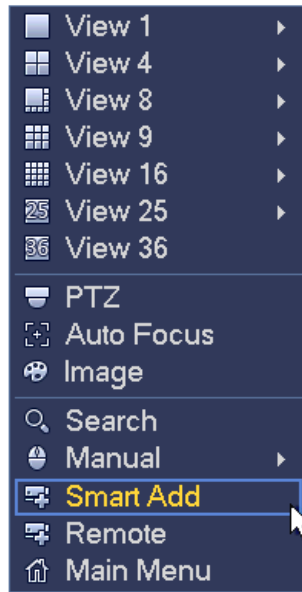 View 1
View 4
View 8
View 9
View 16
25 View 25
36 View 36
PTZ
Auto Focus
Image
Search
Manual
Smart Add
Remote
Main Menu